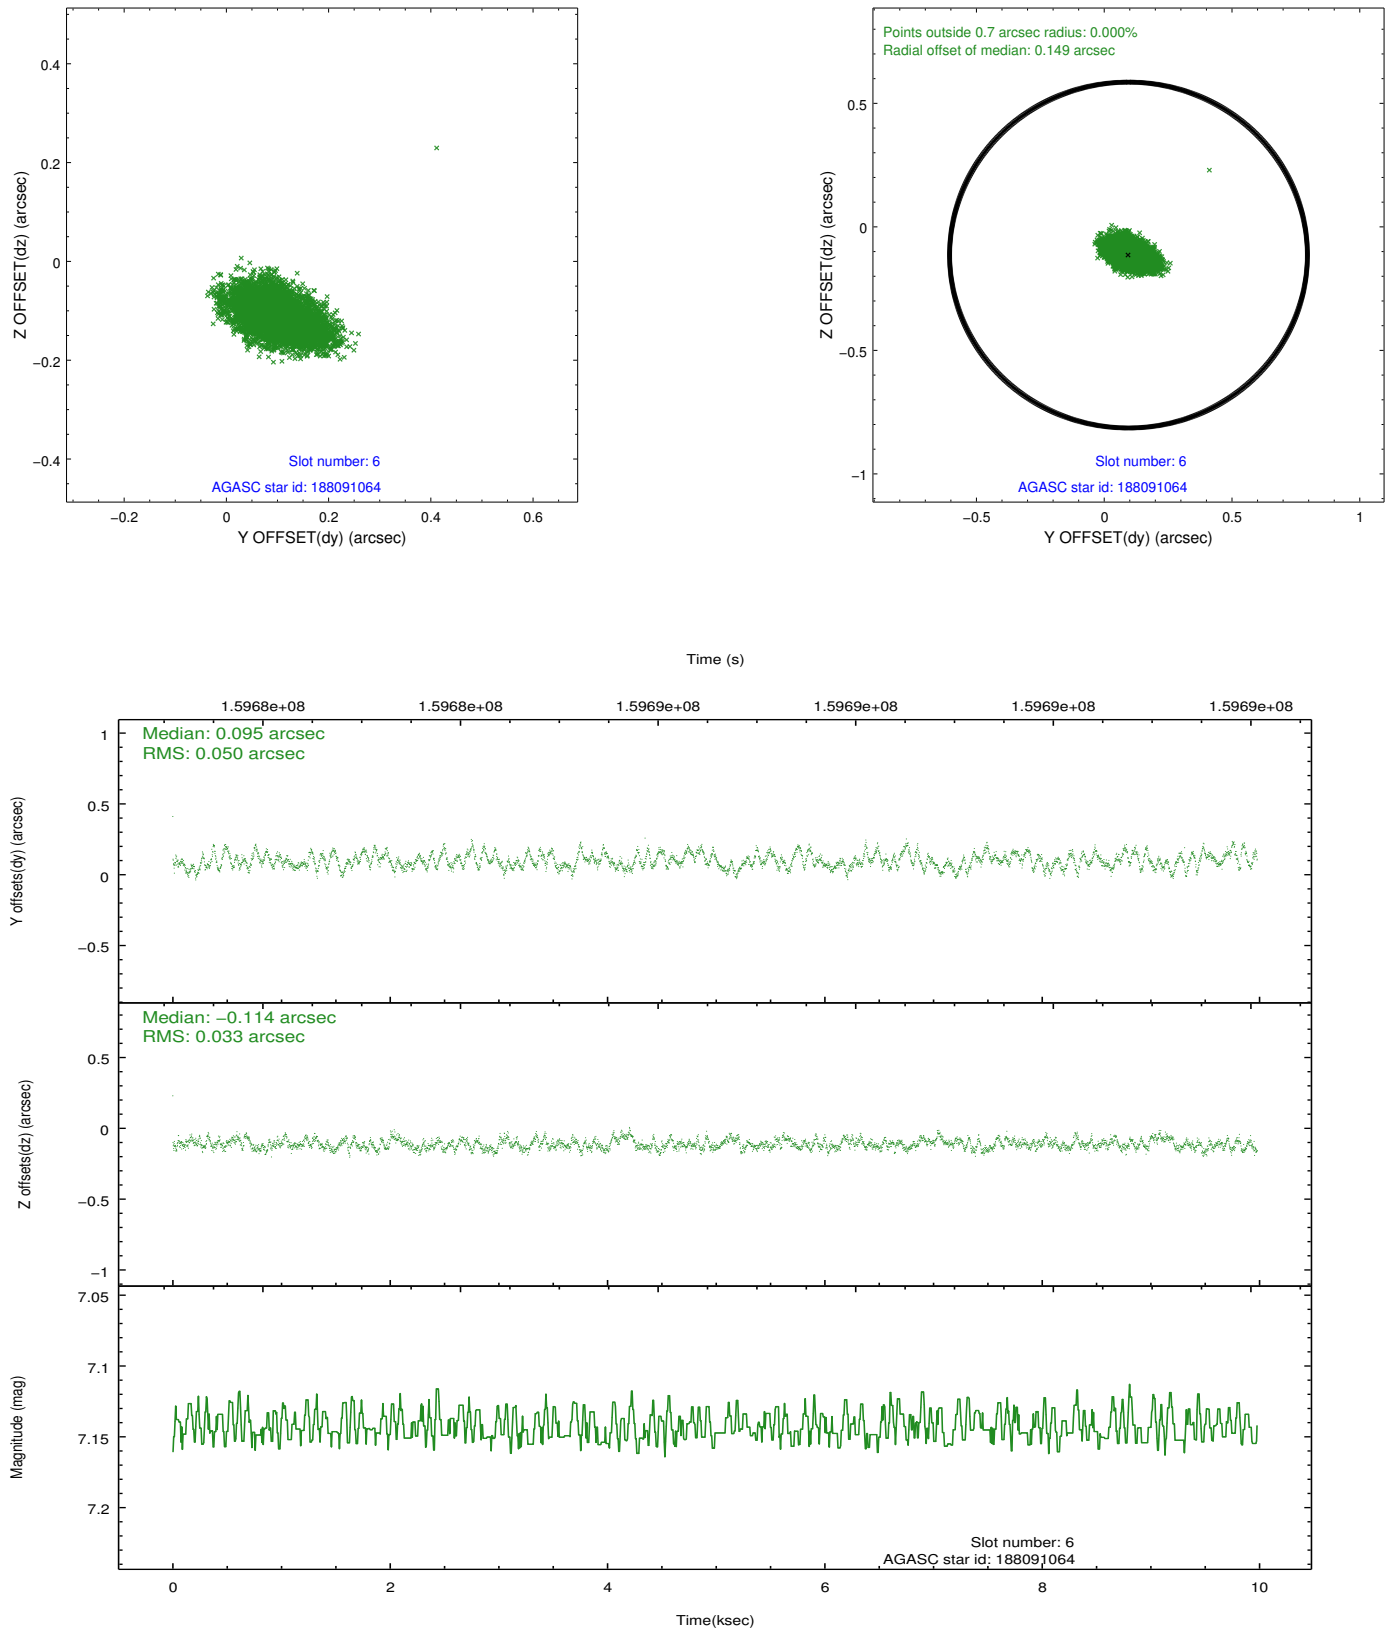 0.4
0.2
0
−0.2
−0.4
Z OFFSET(dz) (arcsec)
Slot number: 6
AGASC star id: 188091064
−0.2
0
0.2
0.4
0.6
Y OFFSET(dy) (arcsec)
Points outside 0.7 arcsec radius: 0.000%
Radial offset of median: 0.149 arcsec
0.5
0
−0.5
−1
Z OFFSET(dz) (arcsec)
Slot number: 6
AGASC star id: 188091064
−0.5
0
0.5
1
Y OFFSET(dy) (arcsec)
Time (s)
1.5968e+08
1.5968e+08
1.5969e+08
1.5969e+08
1.5969e+08
1.5969e+08
Median: 0.095 arcsec
RMS: 0.050 arcsec
1
0.5
0
−0.5
Y offsets(dy) (arcsec)
Median: −0.114 arcsec
RMS: 0.033 arcsec
0.5
0
−0.5
−1
Z offsets(dz) (arcsec)
7.05
7.1
7.15
7.2
Magnitude (mag)
Slot number: 6
AGASC star id: 188091064
0
2
4
6
8
10
Time(ksec)